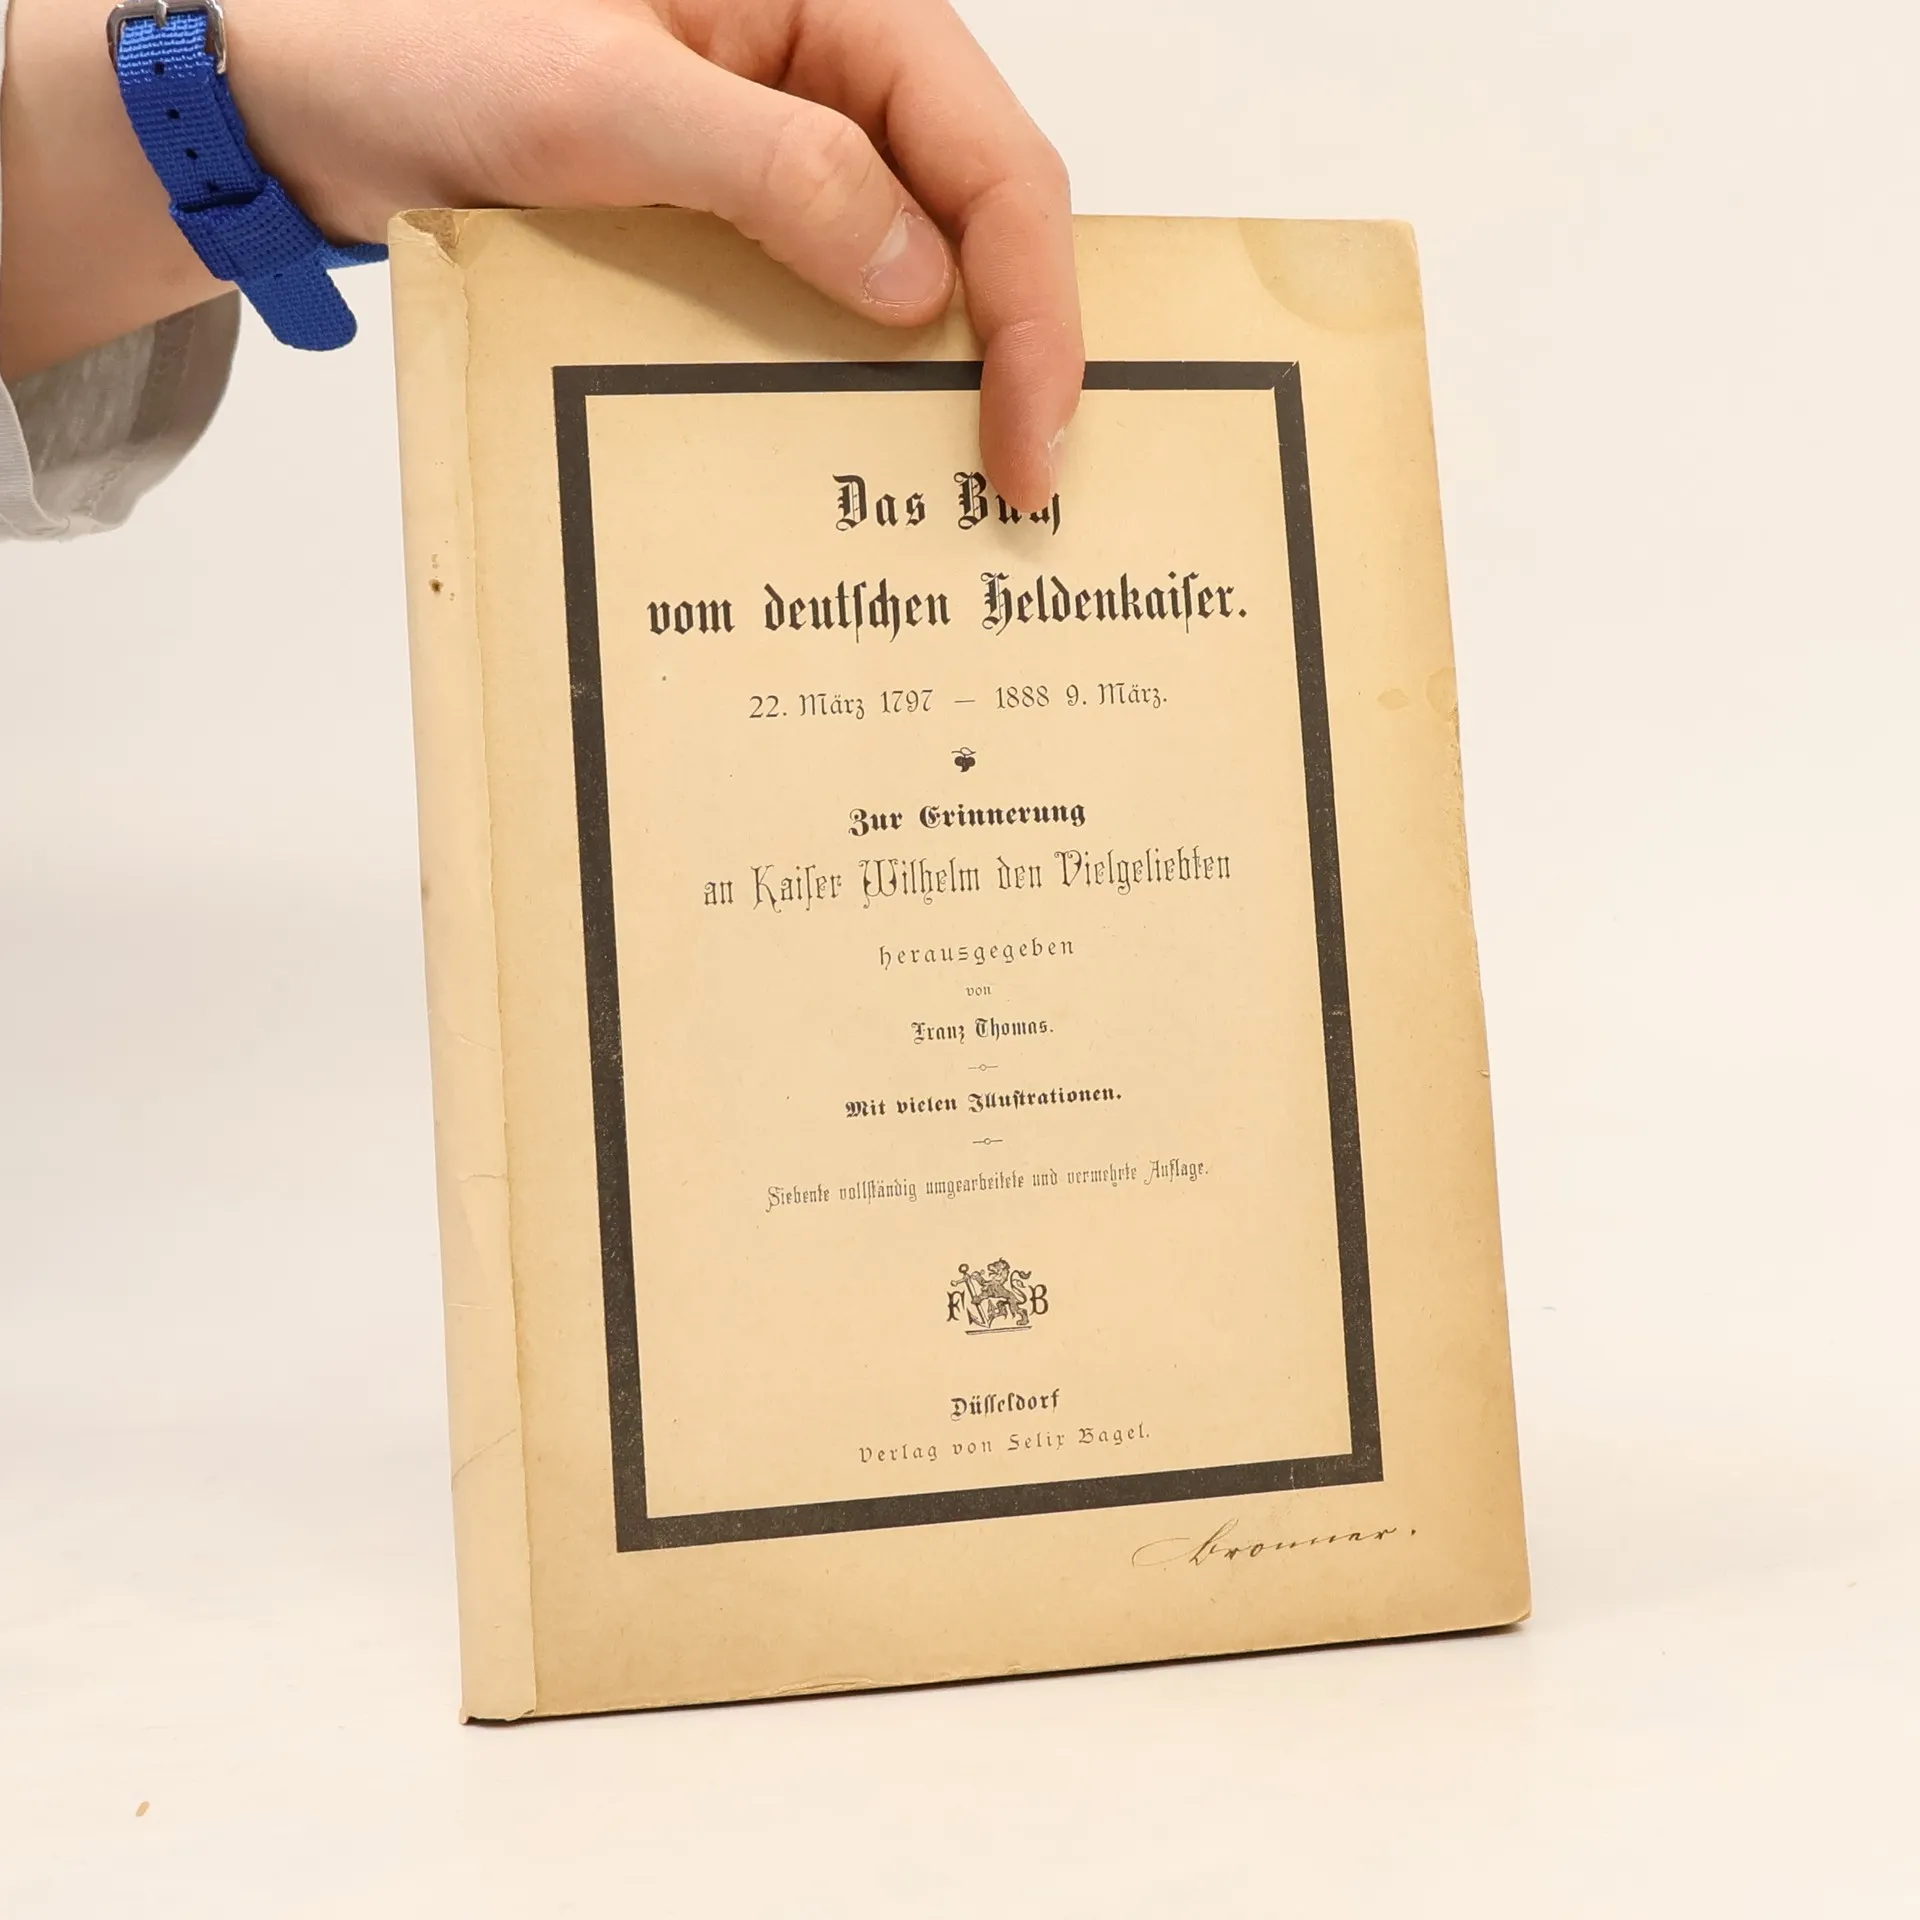 Das Buch
vom deutſchen Heldenkaiſer.
22. März 1797 — 1888 9. März.
Zur Erinnerung
an Kaiſer Wilhelm den Vielgeliebten
herausgegeben
von
Franz Thomas.
Mit vielen Illuſtrationen.
Siebente vollſtändig umgearbeitete und vermehrte Auflage.
F B
Düſſeldorf
Verlag von Felix Bagel.
Bronner.